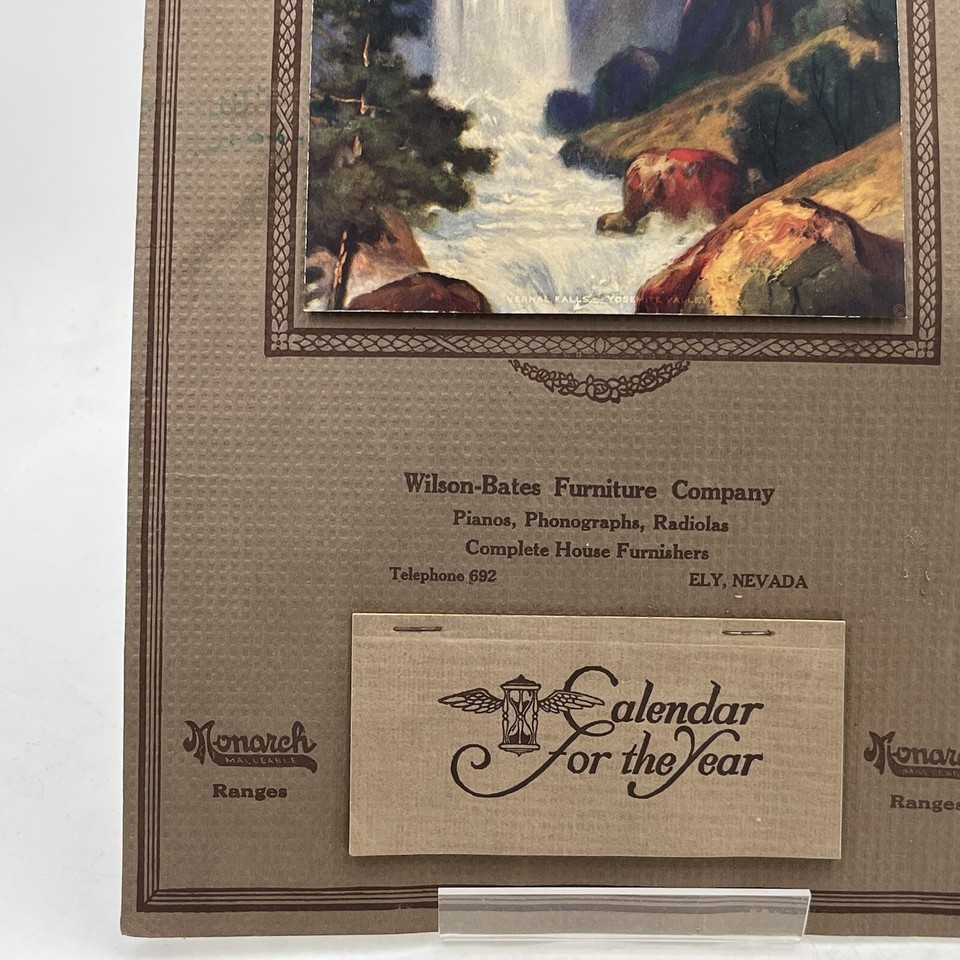 VERNAL FALLS - YOSEMITE VALLEY
Wilson-Bates Furniture Company
Pianos, Phonographs, Radiolas
Complete House Furnishers
Telephone 692 ELY, NEVADA
Calendar
for the Year
Monarch
MALLEABLE
Ranges
Monar
Ranges